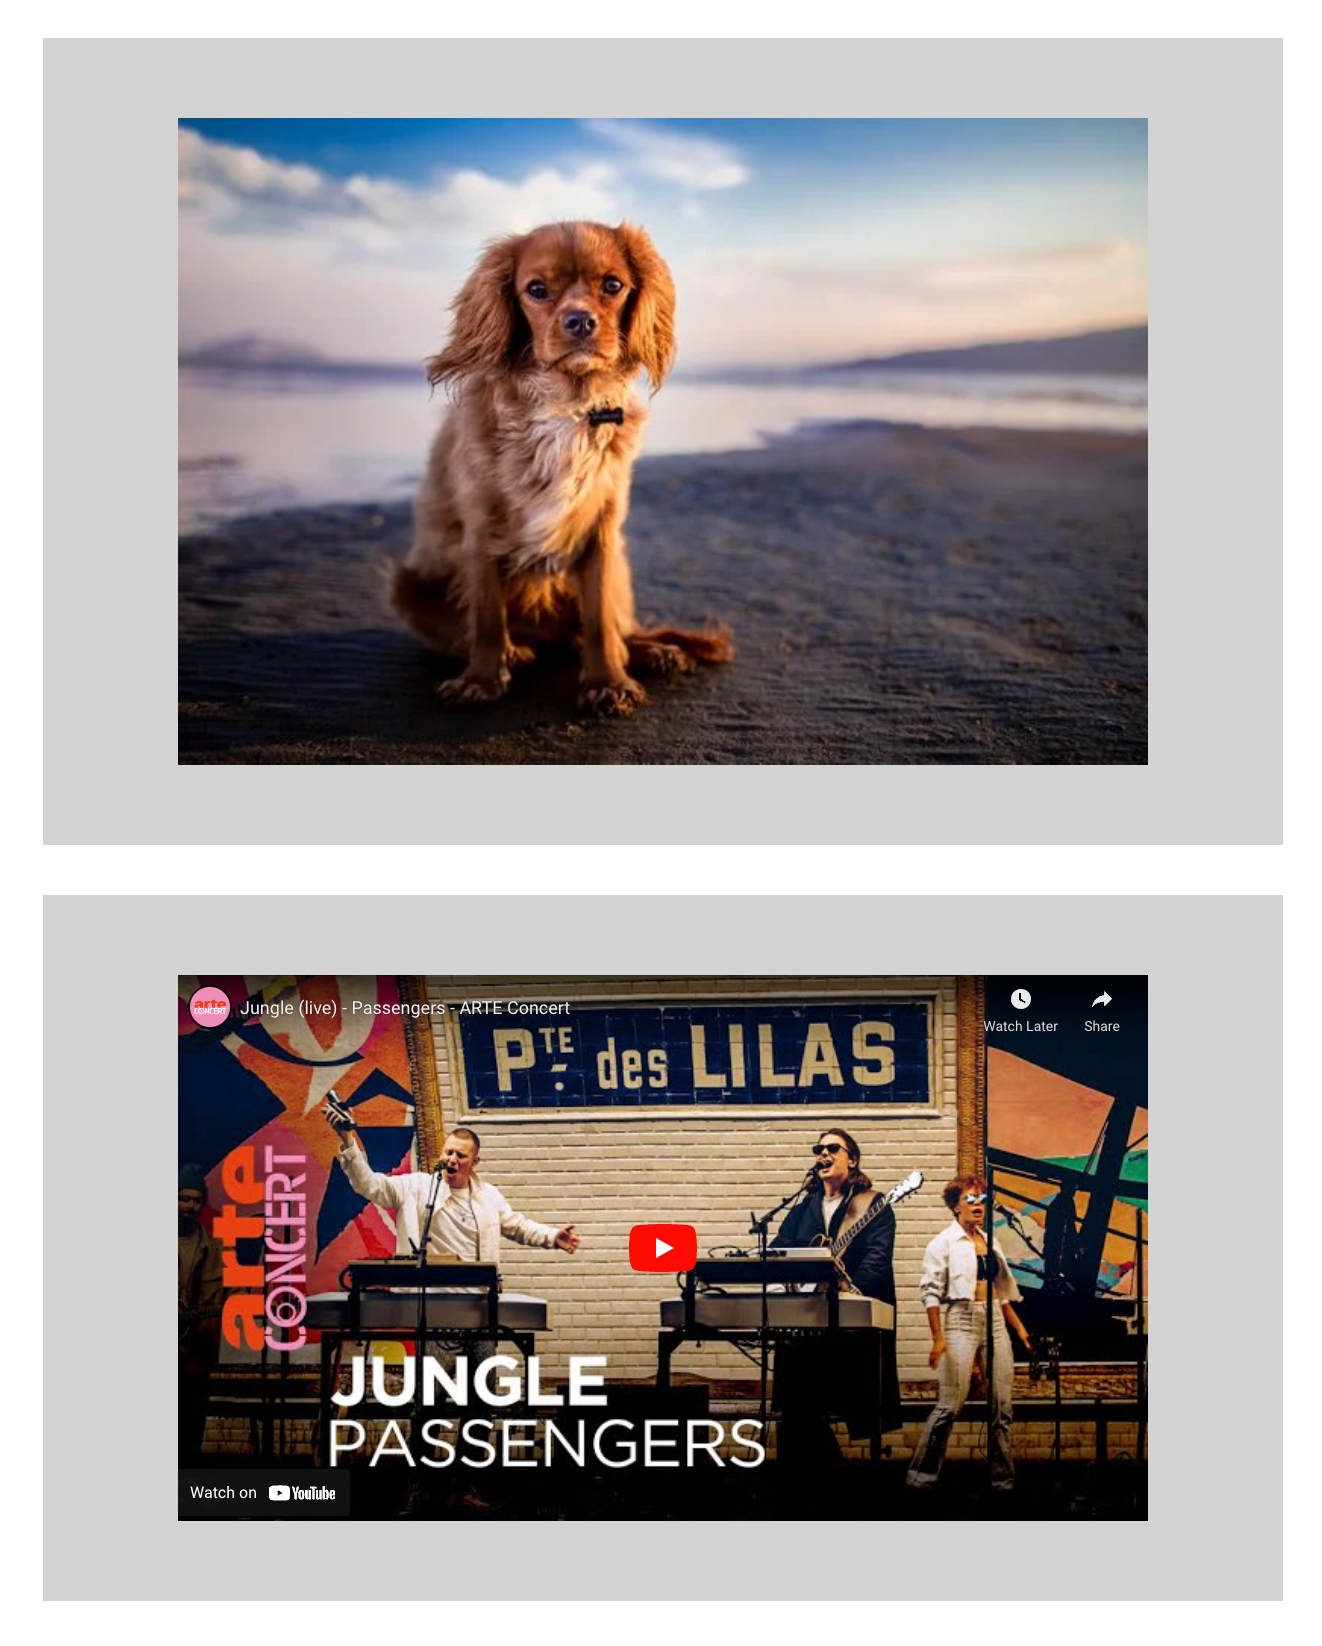 arte
CONCERT
Jungle (live) - Passengers - ARTE Concert
Watch Later
Share
PTE. des LILAS
arte
CONCERT
JUNGLE
PASSENGERS
Watch on YouTube